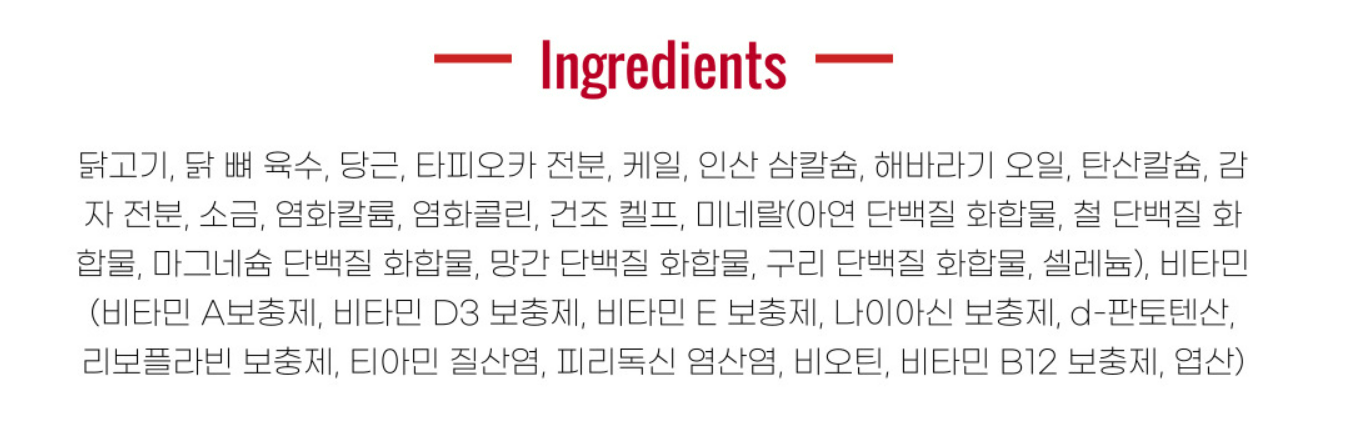 Ingredients
닭고기, 닭 뼈 육수, 당근, 타피오카 전분, 케일, 인산 삼칼슘, 해바라기 오일, 탄산칼슘, 감
자 전분, 소금, 염화칼륨, 염화콜린, 건조 켈프, 미네랄(아연 단백질 화합물, 철 단백질 화
합물, 마그네슘 단백질 화합물, 망간 단백질 화합물, 구리 단백질 화합물, 셀레늄), 비타민
(비타민 A보충제, 비타민 D3 보충제, 비타민 E 보충제, 나이아신 보충제, d-판토텐산,
리보플라빈 보충제, 티아민 질산염, 피리독신 염산염, 비오틴, 비타민 B12 보충제, 엽산)